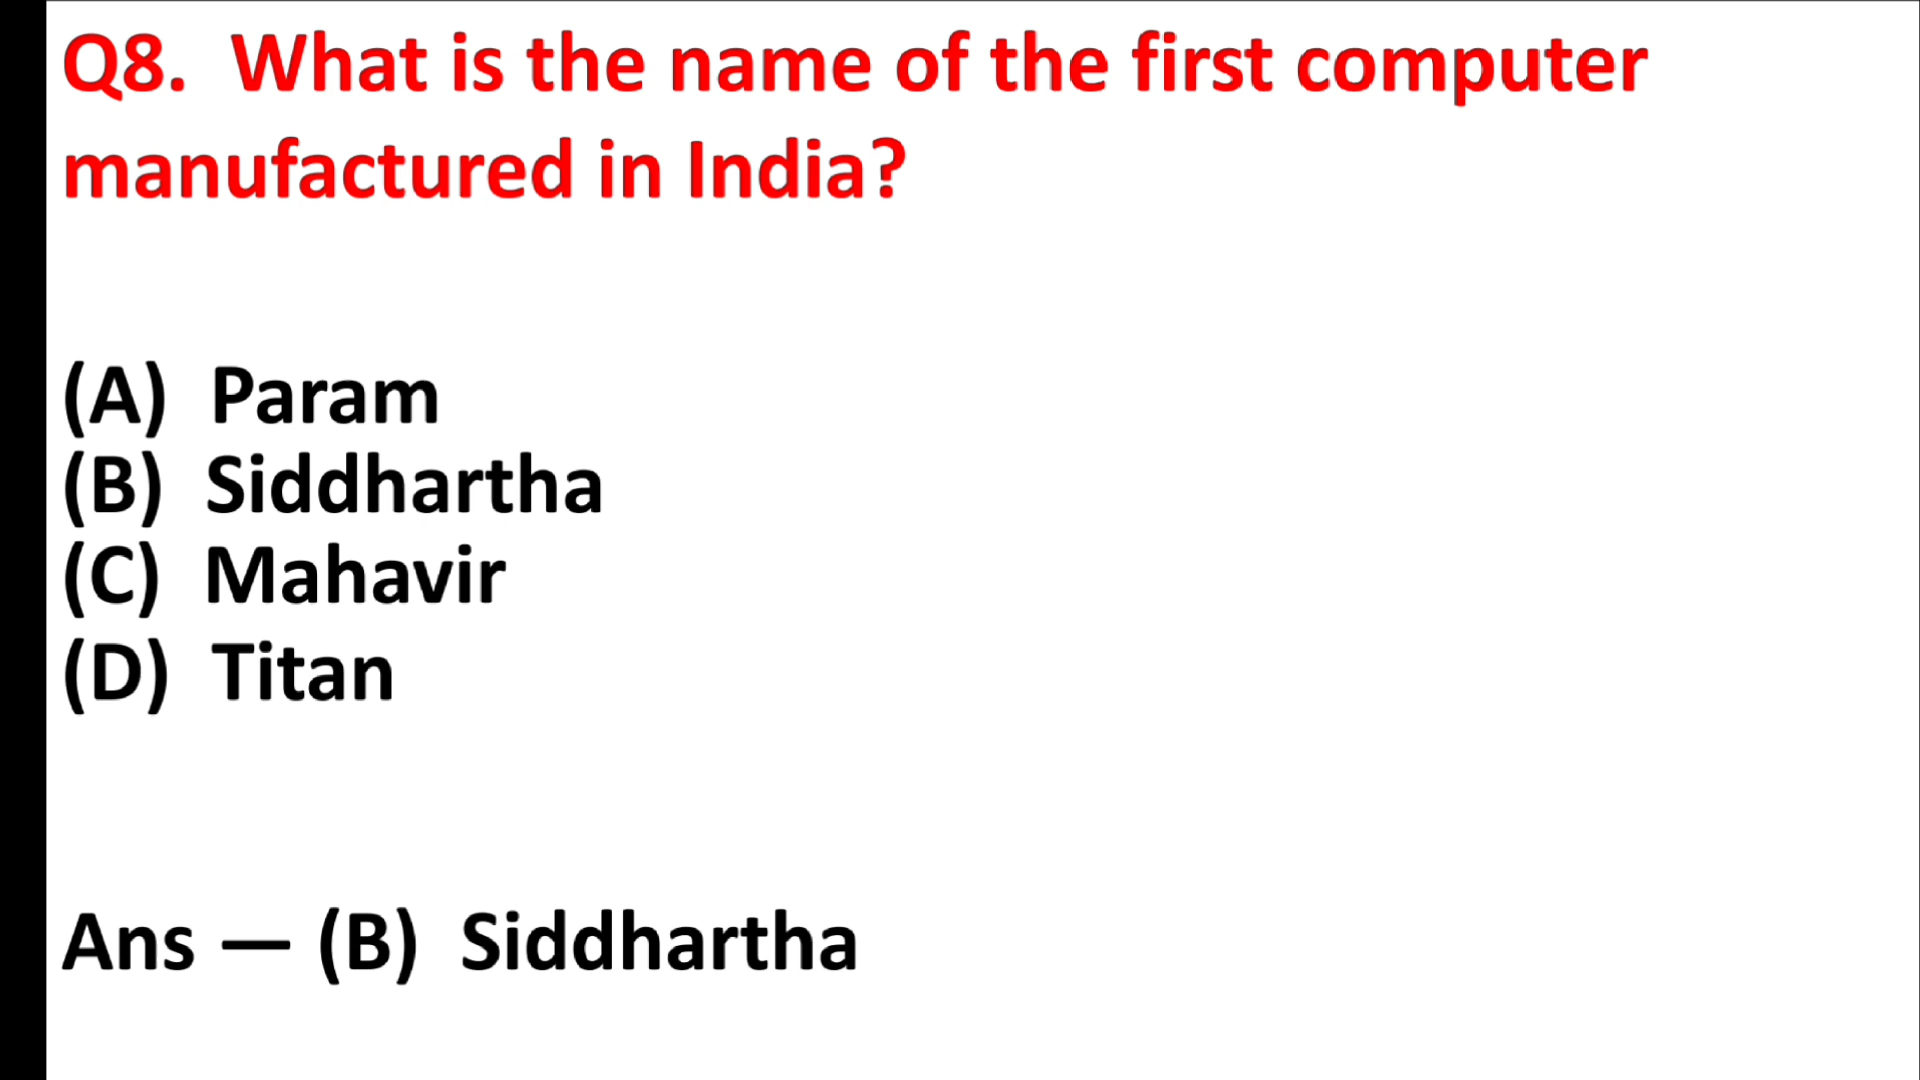 Q8. What is the name of the first computer
manufactured in India?
(A) Param
(B) Siddhartha
(C) Mahavir
(D) Titan
Ans — (B) Siddhartha